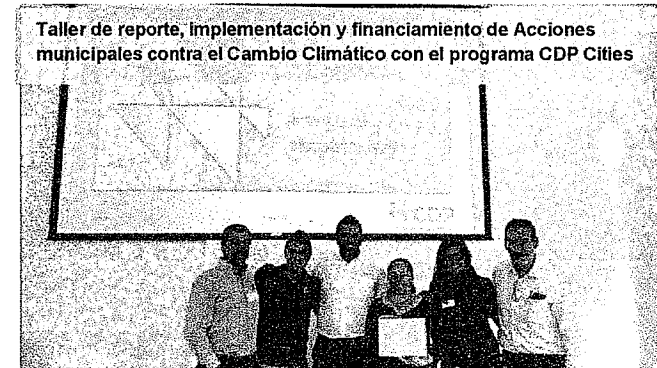 Taller de reporte, implementación y financiamiento de Acciones
municipales contra el Cambio Climático con el programa CDP Cities